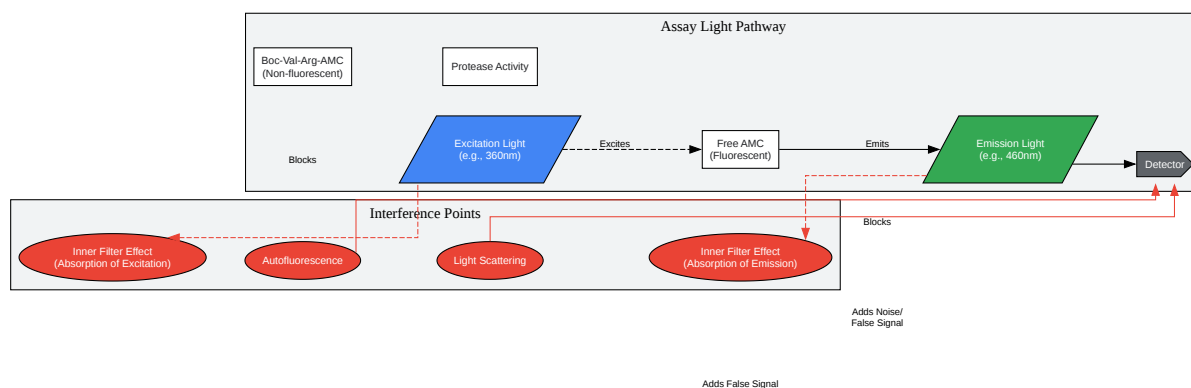 Assay Light Pathway
Boc-Val-Arg-AMC
(Non-fluorescent)
Protease Activity
Excitation Light
(e.g., 360nm)
Excites
Free AMC
(Fluorescent)
Emits
Emission Light
(e.g., 460nm)
Detector
Blocks
Interference Points
Blocks
Inner Filter Effect
(Absorption of Excitation)
Autofluorescence
Light Scattering
Inner Filter Effect
(Absorption of Emission)
Adds Noise/
False Signal
Adds False Signal